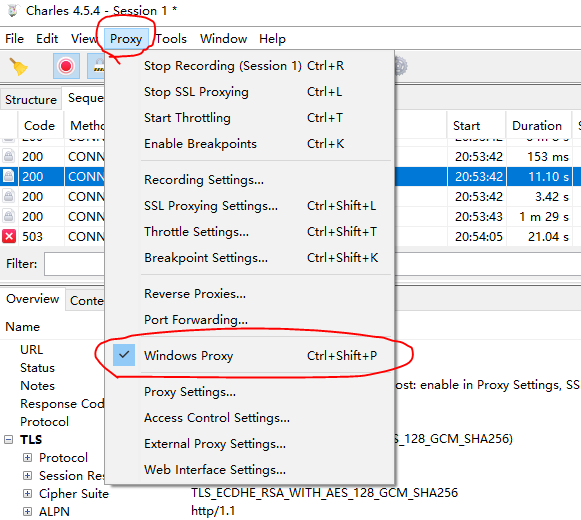 Charles 4.5.4 - Session 1 *
File Edit View Proxy Tools Window Help
Stop Recording (Session 1) Ctrl+R
Stop SSL Proxying Ctrl+L
Start Throttling Ctrl+T
Enable Breakpoints Ctrl+K
Recording Settings...
SSL Proxying Settings... Ctrl+Shift+L
Throttle Settings... Ctrl+Shift+T
Breakpoint Settings... Ctrl+Shift+K
Reverse Proxies...
Port Forwarding...
Windows Proxy Ctrl+Shift+P
Proxy Settings...
Access Control Settings...
External Proxy Settings...
Web Interface Settings...
Structure Seque
Code Metho Start Duration S
200 CONN 20:53:42 153 ms
200 CONN 20:53:42 11.10 s
200 CONN 20:53:42 3.42 s
200 CONN 20:53:43 1 m 29 s
503 CONN 20:54:05 21.04 s
Filter:
Overview Conte
Name
URL
Status
Notes ost: enable in Proxy Settings, SS
Response Cod
Protocol
TLS S_128_GCM_SHA256)
Protocol
Session Res
Cipher Suite TLS_ECDHE_RSA_WITH_AES_128_GCM_SHA256
ALPN http/1.1